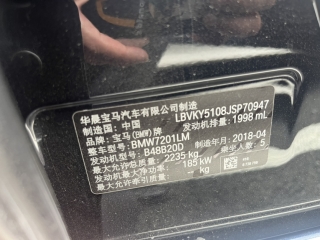 华晨宝马汽车有限公司制造
制造国：中国 LBVKY5108JSP70947
品牌：宝马(BMW)牌 发动机排量：1998 mL
整车型号：BMW7201LM
发动机型号：B48B20D 制造年月：2018-04
最大允许总质量：2235 kg 乘坐人数：5
发动机最大净功率：185 kW
最大允许牵引质量：-- kg